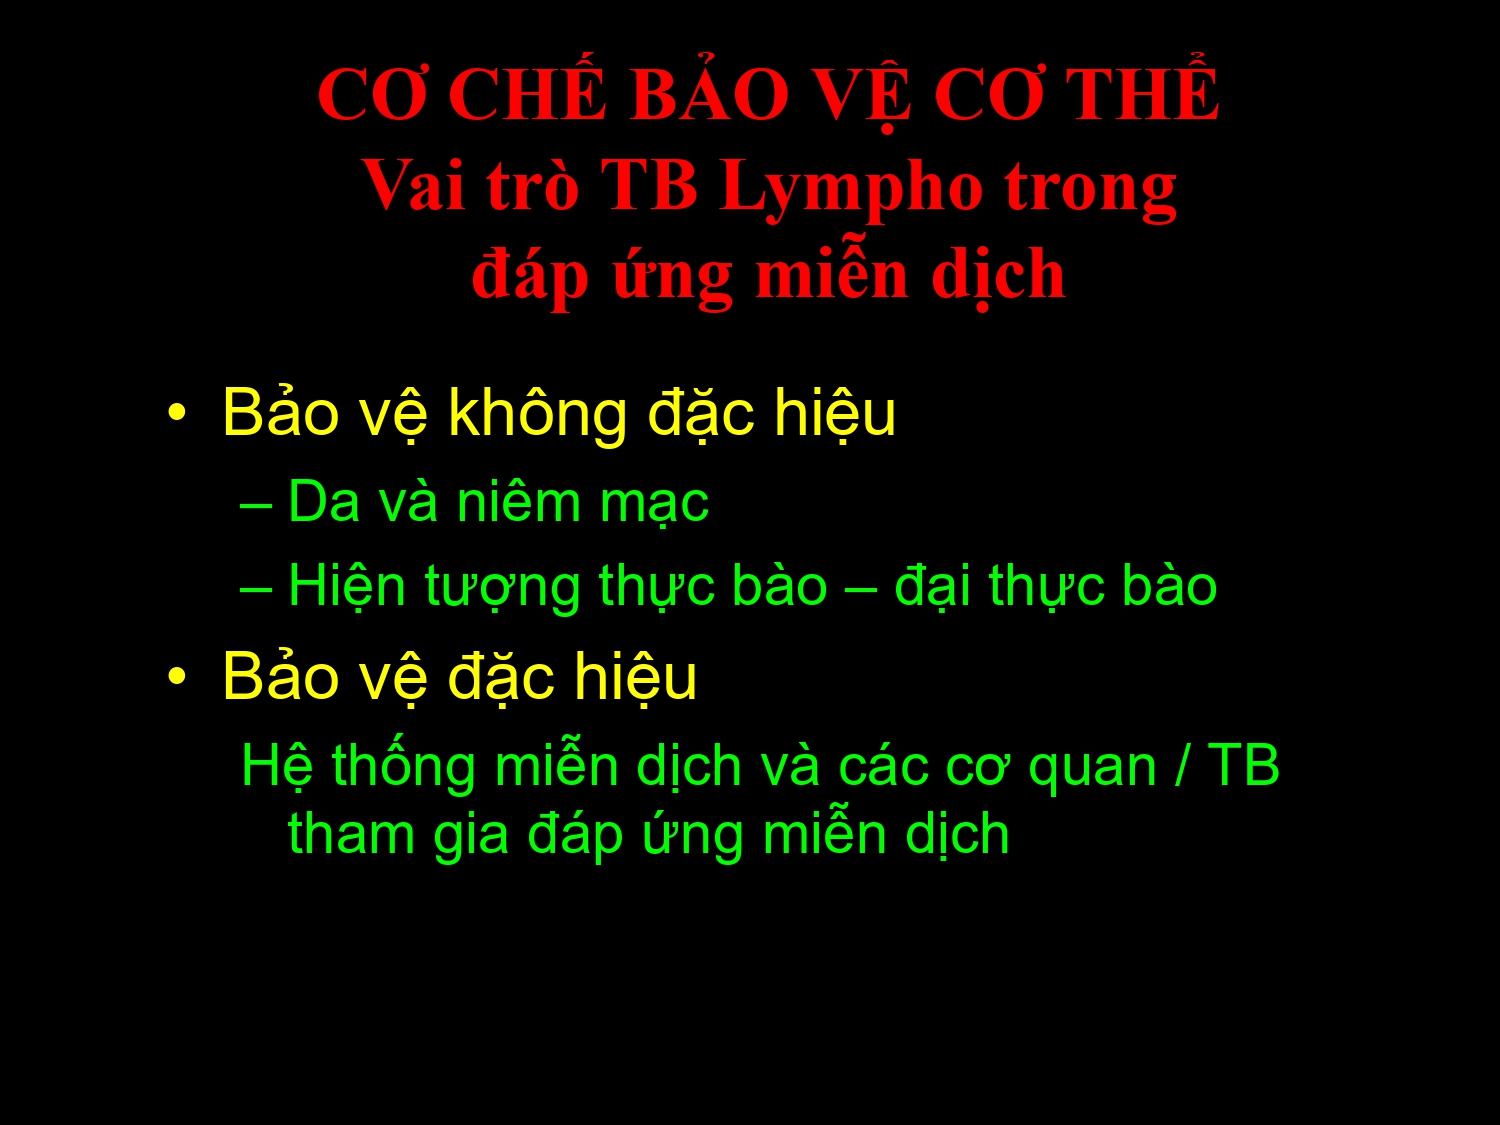 CƠ CHẾ BẢO VỆ CƠ THỂ
Vai trò TB Lympho trong
đáp ứng miễn dịch
• Bảo vệ không đặc hiệu
– Da và niêm mạc
– Hiện tượng thực bào – đại thực bào
• Bảo vệ đặc hiệu
Hệ thống miễn dịch và các cơ quan / TB
tham gia đáp ứng miễn dịch